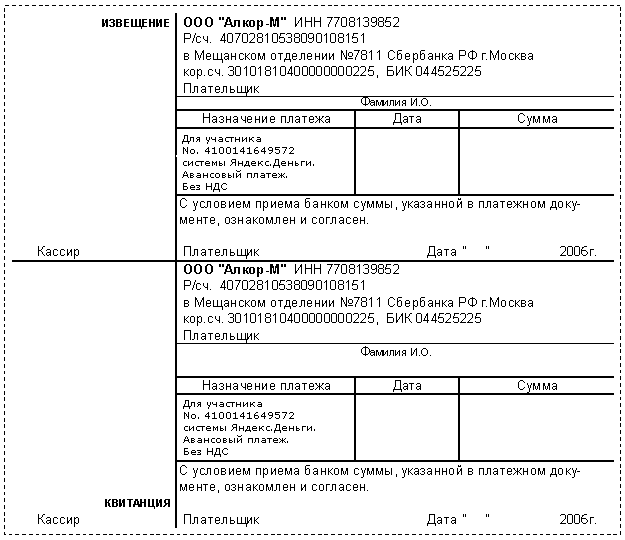 ИЗВЕЩЕНИЕ
ООО "Алкор-М" ИНН 7708139852
Р/сч. 40702810538090108151
в Мещанском отделении №7811 Сбербанка РФ г.Москва
кор.сч. 30101810400000000225, БИК 044525225
Плательщик
Фамилия И.О.
Назначение платежа Дата Сумма
Для участника
No. 4100141649572
системы Яндекс.Деньги.
Авансовый платеж.
Без НДС
С условием приема банком суммы, указанной в платежном доку-
менте, ознакомлен и согласен.
Кассир Плательщик Дата " " 2006г.
ООО "Алкор-М" ИНН 7708139852
Р/сч. 40702810538090108151
в Мещанском отделении №7811 Сбербанка РФ г.Москва
кор.сч. 30101810400000000225, БИК 044525225
Плательщик
Фамилия И.О.
Назначение платежа Дата Сумма
Для участника
No. 4100141649572
системы Яндекс.Деньги.
Авансовый платеж.
Без НДС
С условием приема банком суммы, указанной в платежном доку-
менте, ознакомлен и согласен.
КВИТАНЦИЯ
Кассир Плательщик Дата " " 2006г.